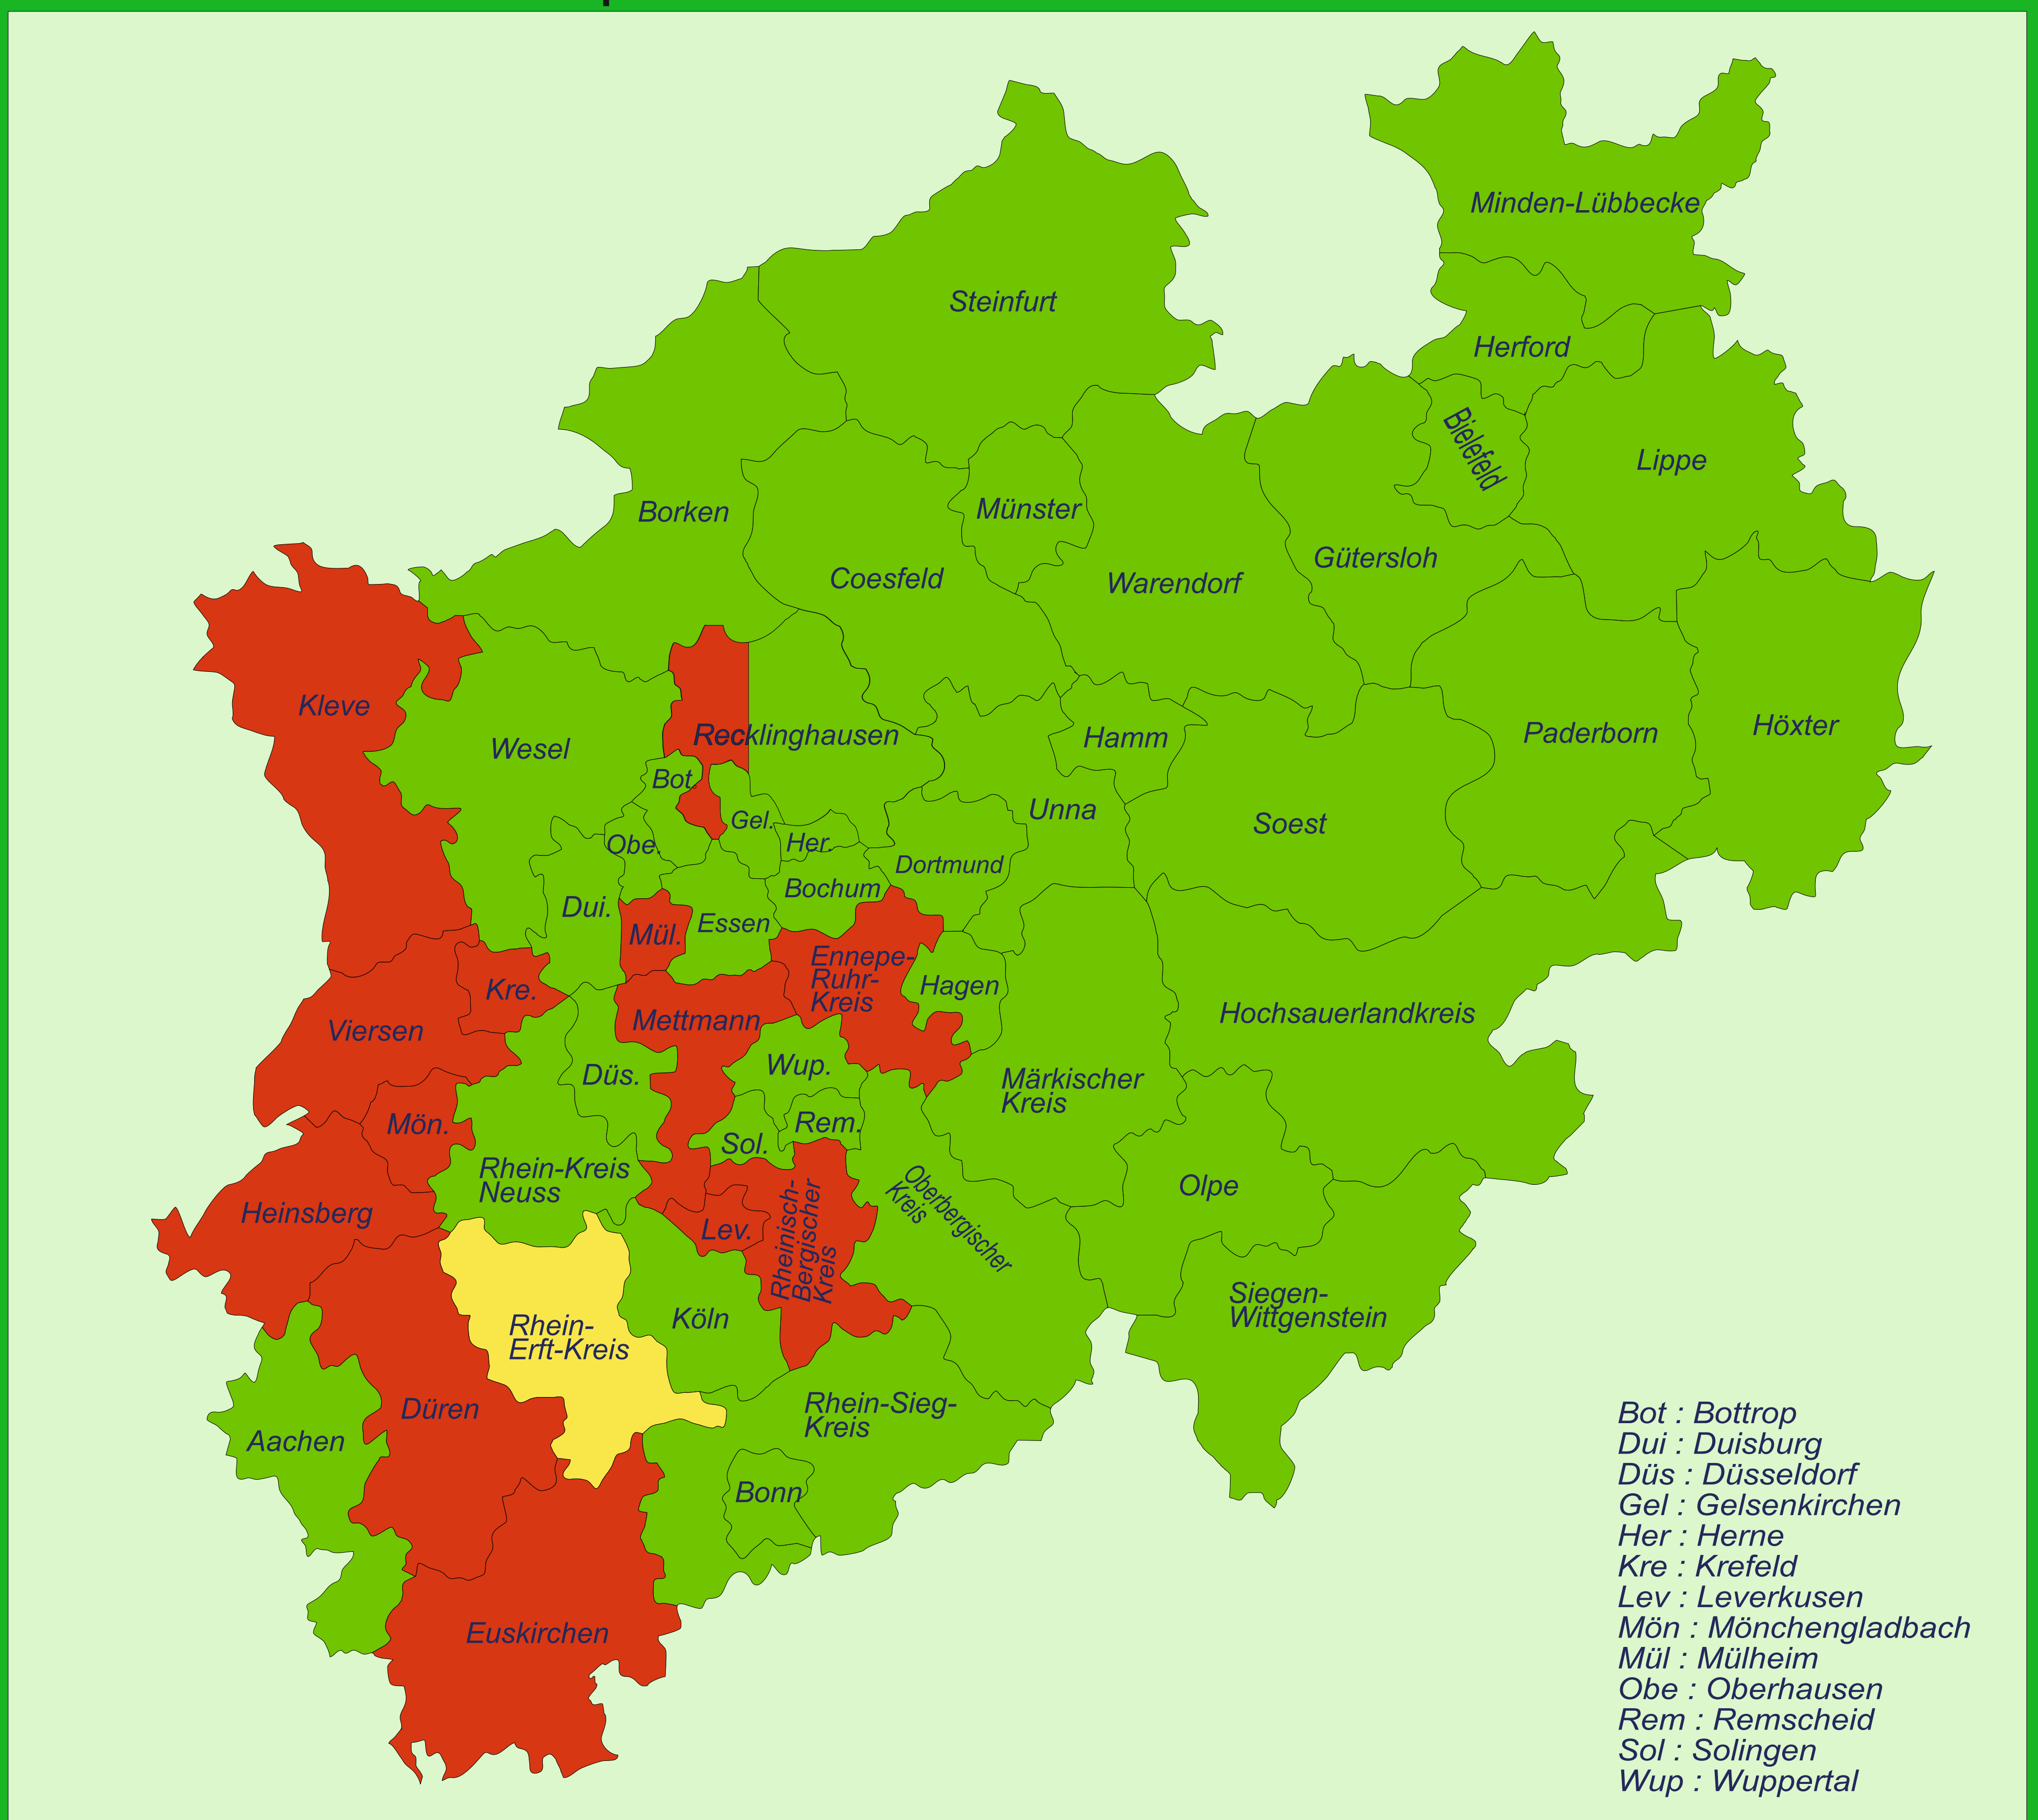 Minden-Lübbecke
Steinfurt
Herford
Bielefeld
Lippe
Borken
Münster
Coesfeld
Warendorf
Gütersloh
Kleve
Wesel
Recklinghausen
Hamm
Paderborn
Höxter
Bot.
Unna
Soest
Gel.
Obe.
Her.
Dortmund
Dui.
Bochum
Mül.
Essen
Ennepe-
Ruhr-
Kreis
Hagen
Kre.
Viersen
Mettmann
Hochsauerlandkreis
Düs.
Wup.
Märkischer
Kreis
Mön.
Rem.
Sol.
Rhein-Kreis
Neuss
Olpe
Heinsberg
Lev.
Rheinisch-
Bergischer
Kreis
Oberbergischer
Kreis
Köln
Rhein-
Erft-Kreis
Siegen-
Wittgenstein
Düren
Rhein-Sieg-
Kreis
Aachen
Bonn
Euskirchen
Bot : Bottrop
Dui : Duisburg
Düs : Düsseldorf
Gel : Gelsenkirchen
Her : Herne
Kre : Krefeld
Lev : Leverkusen
Mön : Mönchengladbach
Mül : Mülheim
Obe : Oberhausen
Rem : Remscheid
Sol : Solingen
Wup : Wuppertal